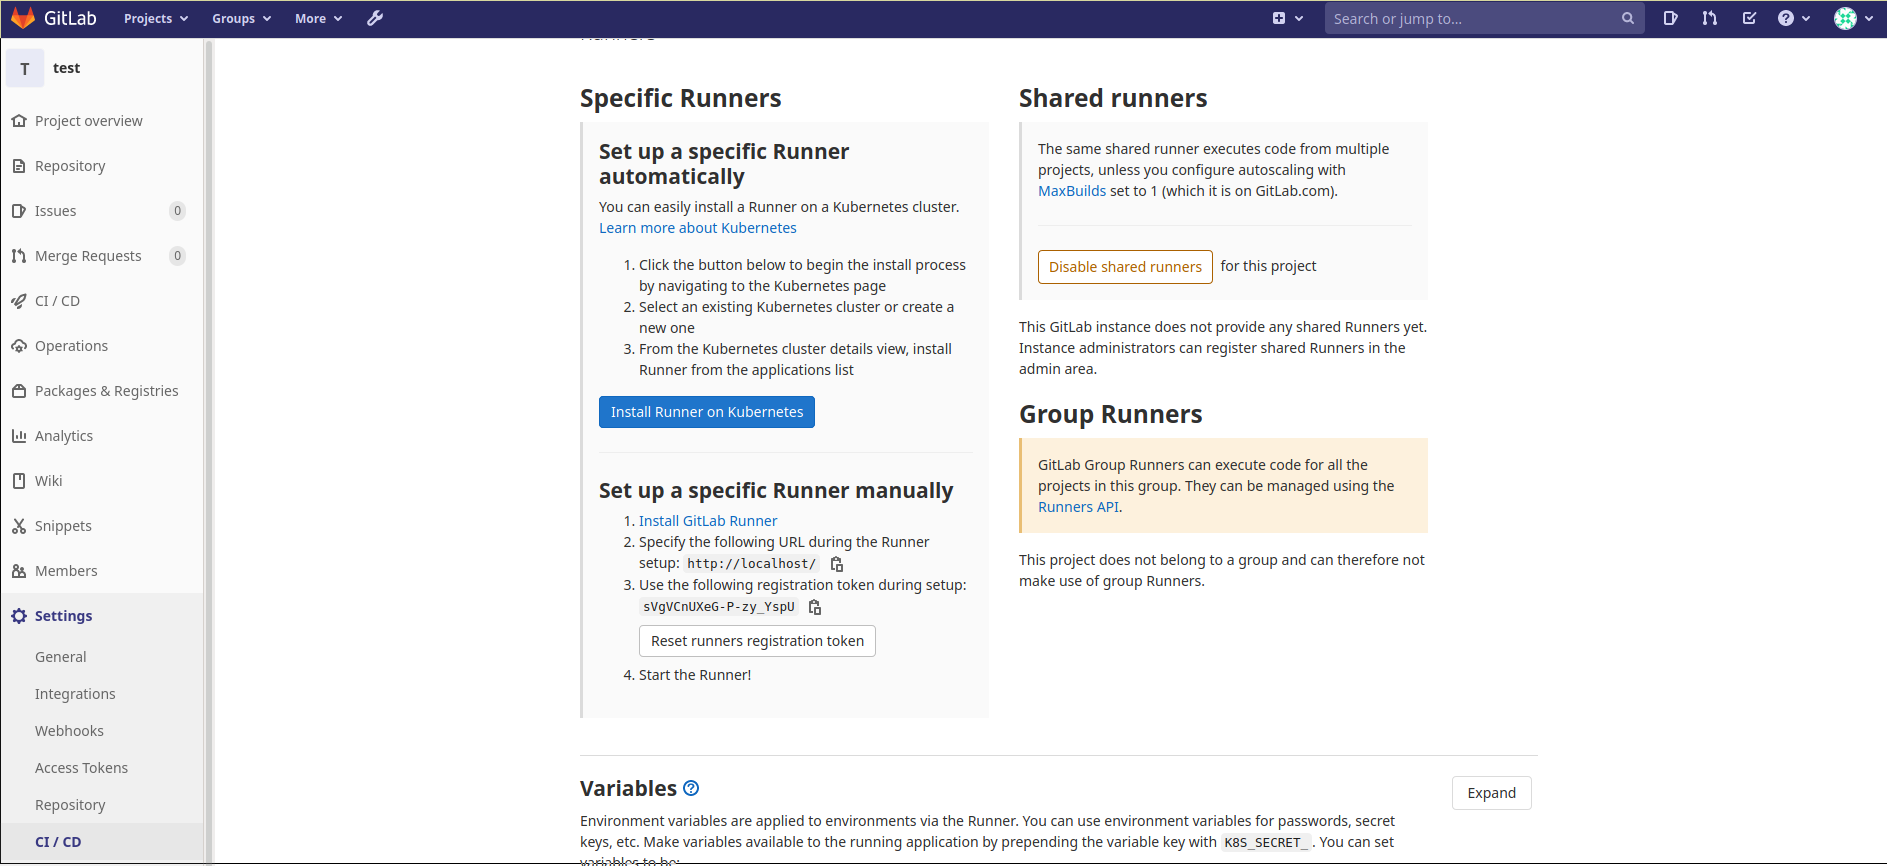 GitLab Projects Groups More Search or jump to...
T test
Project overview
Repository
Issues 0
Merge Requests 0
CI / CD
Operations
Packages & Registries
Analytics
Wiki
Snippets
Members
Settings
General
Integrations
Webhooks
Access Tokens
Repository
CI / CD
Specific Runners
Set up a specific Runner
automatically
You can easily install a Runner on a Kubernetes cluster.
Learn more about Kubernetes
1. Click the button below to begin the install process
by navigating to the Kubernetes page
2. Select an existing Kubernetes cluster or create a
new one
3. From the Kubernetes cluster details view, install
Runner from the applications list
Install Runner on Kubernetes
Set up a specific Runner manually
1. Install GitLab Runner
2. Specify the following URL during the Runner
setup: http://localhost/
3. Use the following registration token during setup:
sVgVCnUXeG-P-zy_YspU
Reset runners registration token
4. Start the Runner!
Shared runners
The same shared runner executes code from multiple
projects, unless you configure autoscaling with
MaxBuilds set to 1 (which it is on GitLab.com).
Disable shared runners for this project
This GitLab instance does not provide any shared Runners yet.
Instance administrators can register shared Runners in the
admin area.
Group Runners
GitLab Group Runners can execute code for all the
projects in this group. They can be managed using the
Runners API.
This project does not belong to a group and can therefore not
make use of group Runners.
Variables
Expand
Environment variables are applied to environments via the Runner. You can use environment variables for passwords, secret
keys, etc. Make variables available to the running application by prepending the variable key with K8S_SECRET_ . You can set
variables to be: